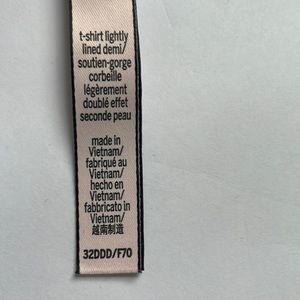 t-shirt lightly
lined demi/
soutien-gorge
corbeille
légèrement
doublé effet
seconde peau
made in
Vietnam/
fabriqué au
Vietnam/
hecho en
Vietnam/
fabbricato in
Vietnam/
越南制造
32DDD/F70